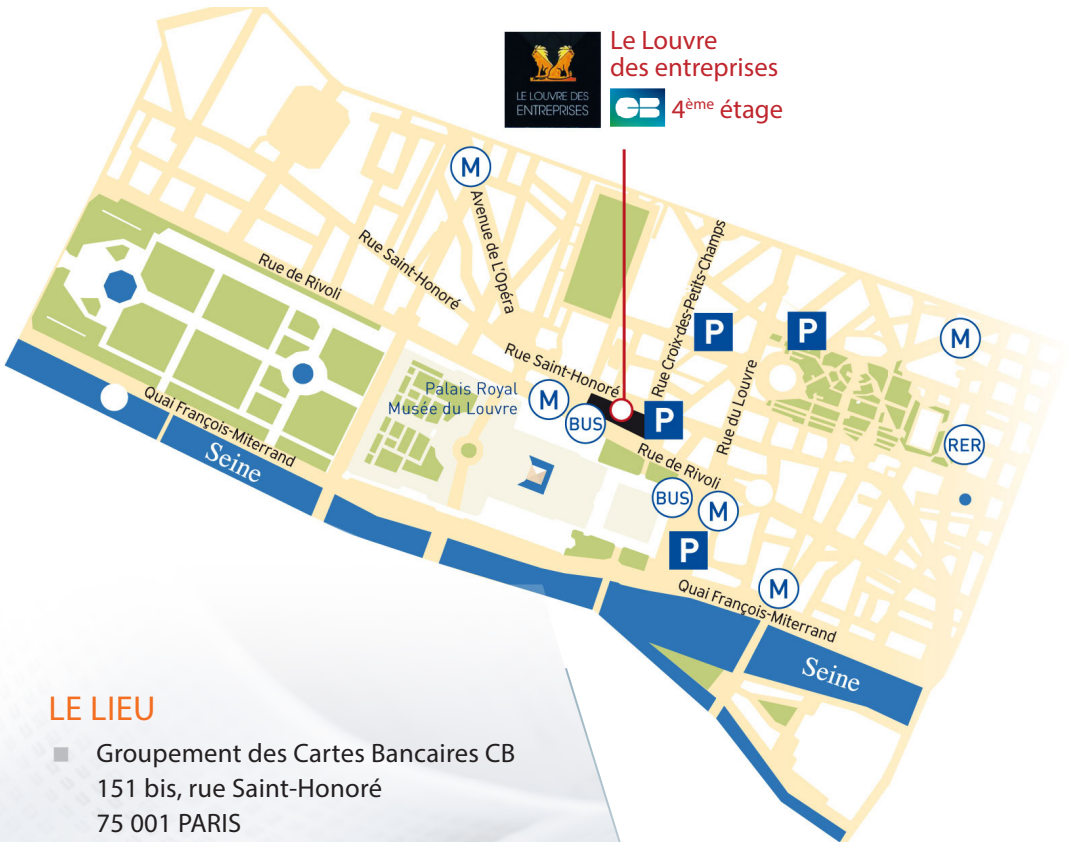 Le Louvre
des entreprises
LE LOUVRE DES
ENTREPRISES
CB
4ème étage
M
Avenue de L'Opéra
Rue Saint-Honoré
Rue de Rivoli
Rue Croix-des-Petits-Champs
P
P
M
Rue Saint-Honoré
Palais Royal
Musée du Louvre
M
BUS
P
Rue du Louvre
RER
Quai François-Miterrand
Seine
Rue de Rivoli
BUS
M
P
M
Quai François-Miterrand
Seine
LE LIEU
Groupement des Cartes Bancaires CB
151 bis, rue Saint-Honoré
75 001 PARIS